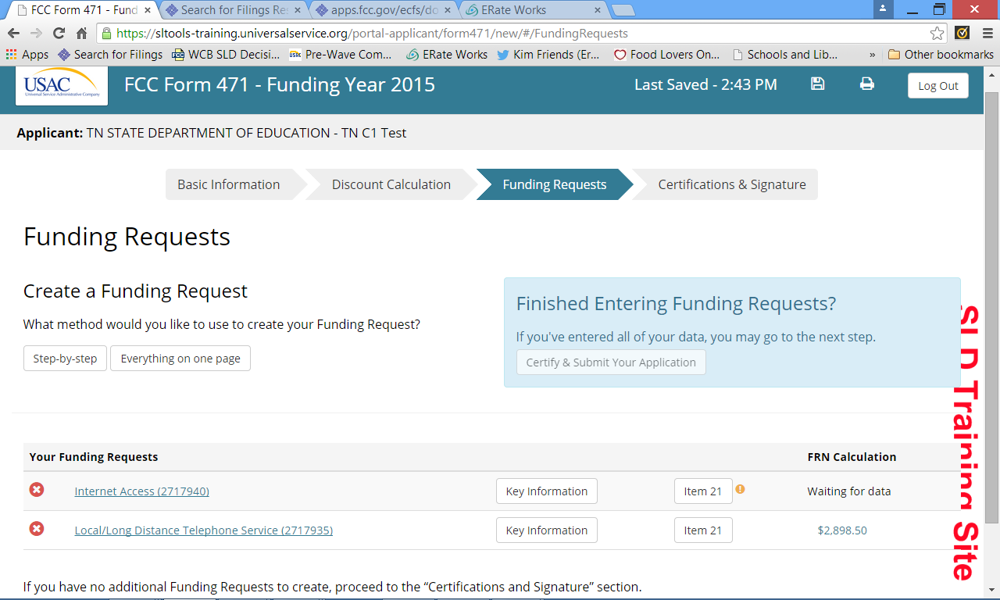 FCC Form 471 - Fund
Search for Filings Res
apps.fcc.gov/ecfs/do
ERate Works
https://sltools-training.universalservice.org/portal-applicant/form471/new/#/FundingRequests
Apps
Search for Filings
WCB SLD Decisi...
Pre-Wave Com...
ERate Works
Kim Friends (Er...
Food Lovers On...
Schools and Lib...
»
Other bookmarks
USAC
Universal Service Administrative Company
FCC Form 471 - Funding Year 2015
Last Saved - 2:43 PM
Log Out
Applicant: TN STATE DEPARTMENT OF EDUCATION - TN C1 Test
Basic Information
Discount Calculation
Funding Requests
Certifications & Signature
Funding Requests
Create a Funding Request
What method would you like to use to create your Funding Request?
Step-by-step
Everything on one page
Finished Entering Funding Requests?
If you've entered all of your data, you may go to the next step.
Certify & Submit Your Application
SLD Training Site
Your Funding Requests
FRN Calculation
Internet Access (2717940)
Key Information
Item 21
Waiting for data
Local/Long Distance Telephone Service (2717935)
Key Information
Item 21
$2,898.50
If you have no additional Funding Requests to create, proceed to the “Certifications and Signature” section.